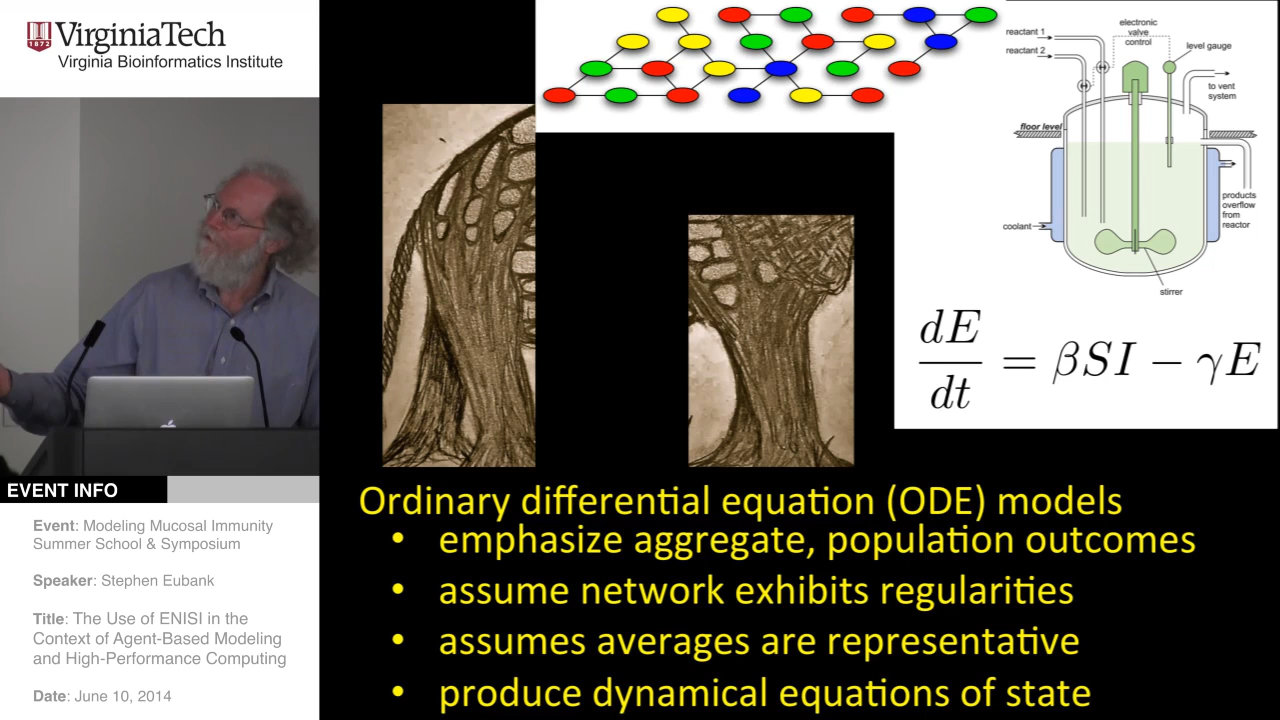 VirginiaTech
1872
Virginia Bioinformatics Institute
EVENT INFO
Event: Modeling Mucosal Immunity
Summer School & Symposium
Speaker: Stephen Eubank
Title: The Use of ENISI in the
Context of Agent-Based Modeling
and High-Performance Computing
Date: June 10, 2014
reactant 1
reactant 2
electronic
valve
control
level gauge
to vent
system
floor level
products
overflow
from
reactor
coolant
stirrer
dE/dt = βSI − γE
Ordinary differential equation (ODE) models
• emphasize aggregate, population outcomes
• assume network exhibits regularities
• assumes averages are representative
• produce dynamical equations of state